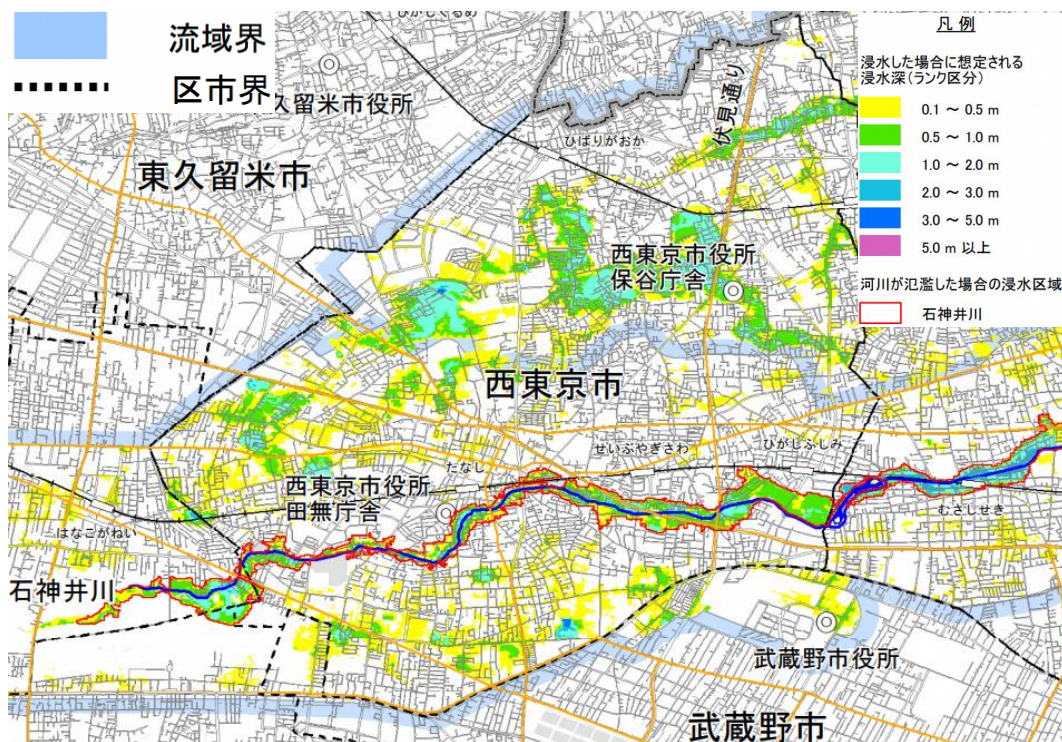 流域界
区市界
ひがしくるめ
久留米市役所
東久留米市
ひばりがおか
伏見通り
凡 例
浸水した場合に想定される
浸水深(ランク区分)
0.1 ～ 0.5 m
0.5 ～ 1.0 m
1.0 ～ 2.0 m
2.0 ～ 3.0 m
3.0 ～ 5.0 m
5.0 m 以上
河川が氾濫した場合の浸水区域
石神井川
西東京市役所
保谷庁舎
西東京市
せいぶやぎさわ
ひがしふしみ
たなし
西東京市役所
田無庁舎
はなこがねい
むさしせき
石神井川
武蔵野市役所
武蔵野市